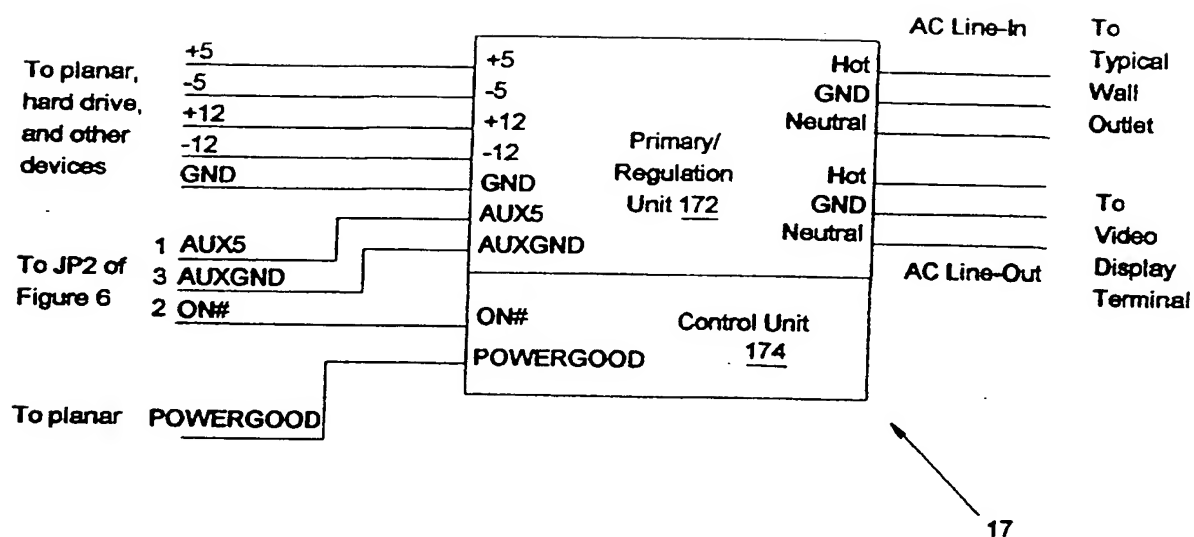 To planar,
hard drive,
and other
devices
+5
-5
+12
-12
GND
1 AUX5
3 AUXGND
2 ON#
To JP2 of
Figure 6
To planar POWERGOOD
+5
-5
+12
-12
GND
AUX5
AUXGND
Primary/
Regulation
Unit 172
Hot
GND
Neutral
Hot
GND
Neutral
ON#
POWERGOOD
Control Unit
174
AC Line-In
To
Typical
Wall
Outlet
AC Line-Out
To
Video
Display
Terminal
17